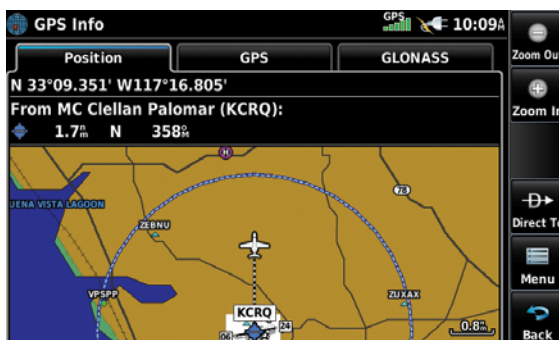 GPS Info
GPS
10:09A
Position
GPS
GLONASS
N 33°09.351' W117°16.805'
From MC Clellan Palomar (KCRQ):
1.7nm N 358°M
Zoom Out
Zoom In
Direct To
Menu
Back
H
78
UENA VISTA LAGOON
ZEBNU
VPSPP
ZUXAX
KCRQ
24
06
0.8nm